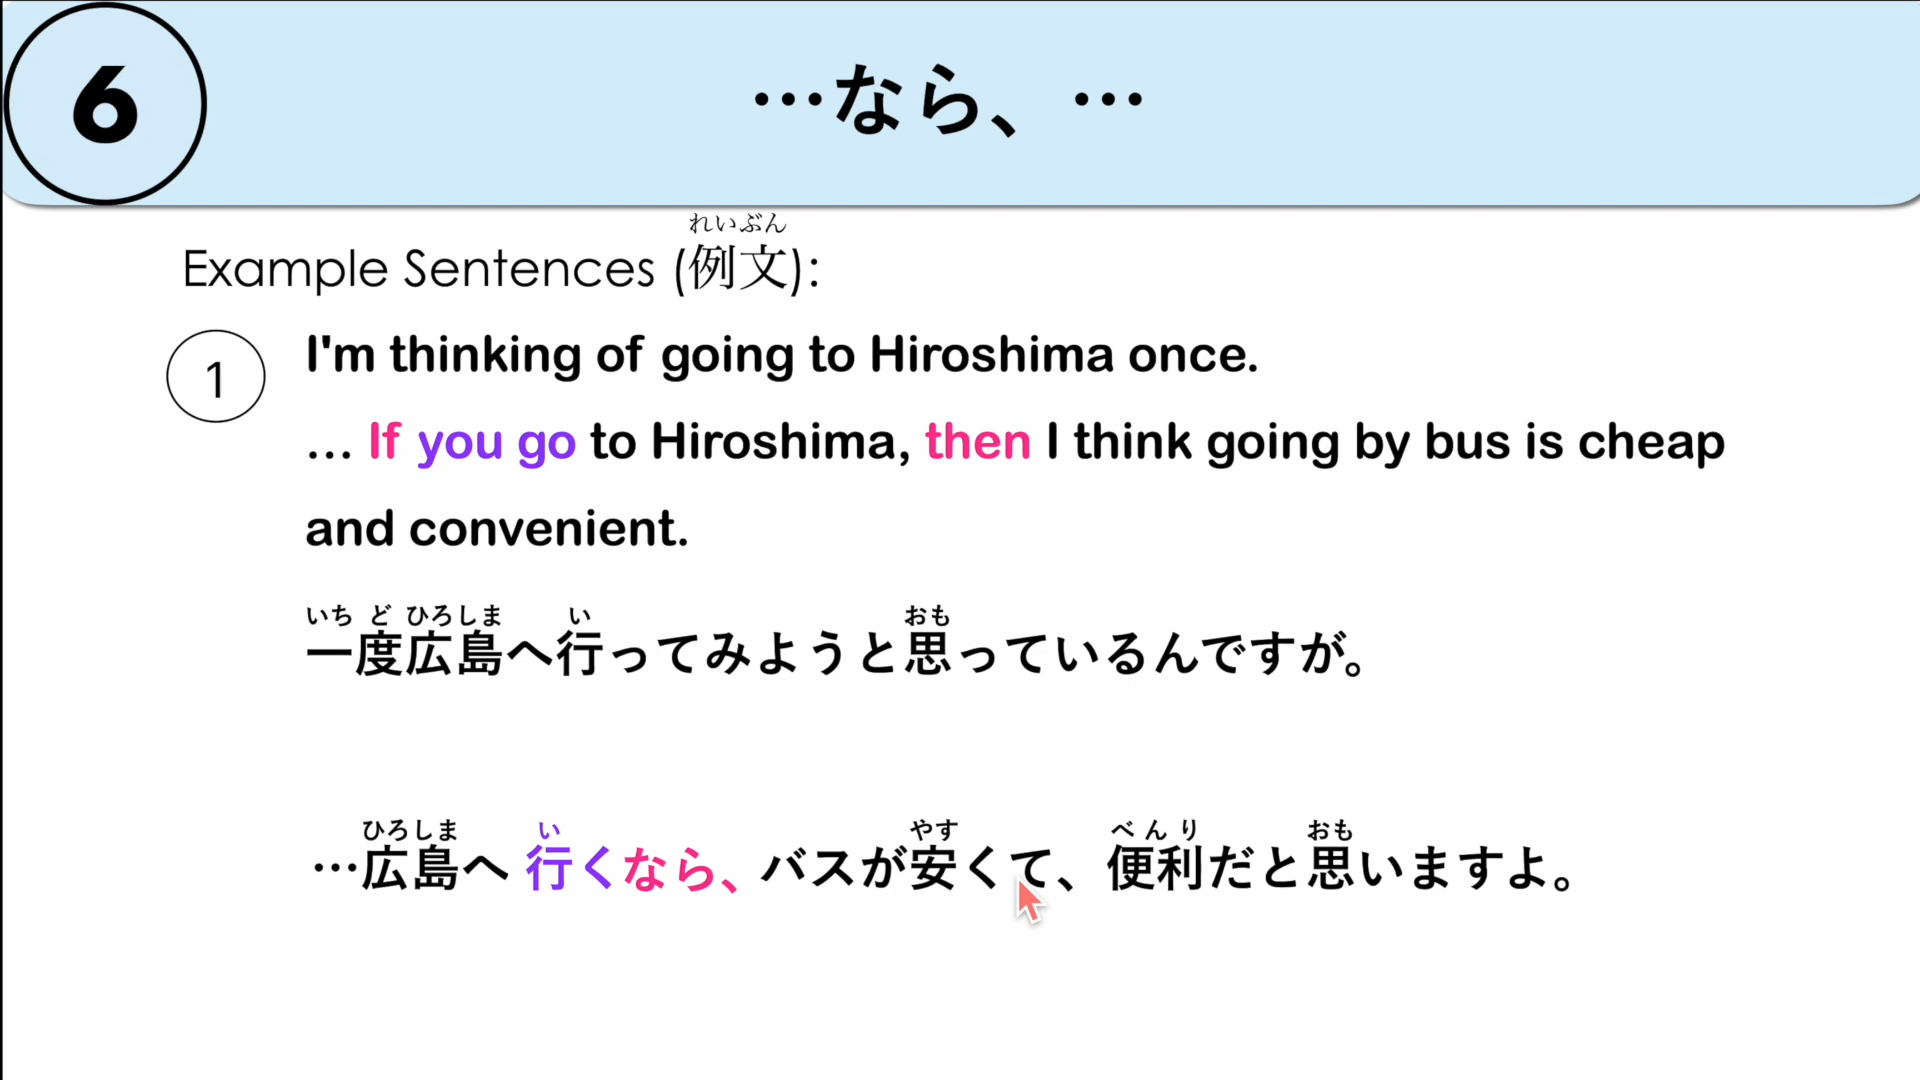 6
…なら、…
れいぶん
Example Sentences (例文):
1
I'm thinking of going to Hiroshima once.
… If you go to Hiroshima, then I think going by bus is cheap
and convenient.
いち ど ひろしま い おも
一度広島へ行ってみようと思っているんですが。
ひろしま い やす べんり おも
…広島へ 行くなら、バスが安くて、便利だと思いますよ。